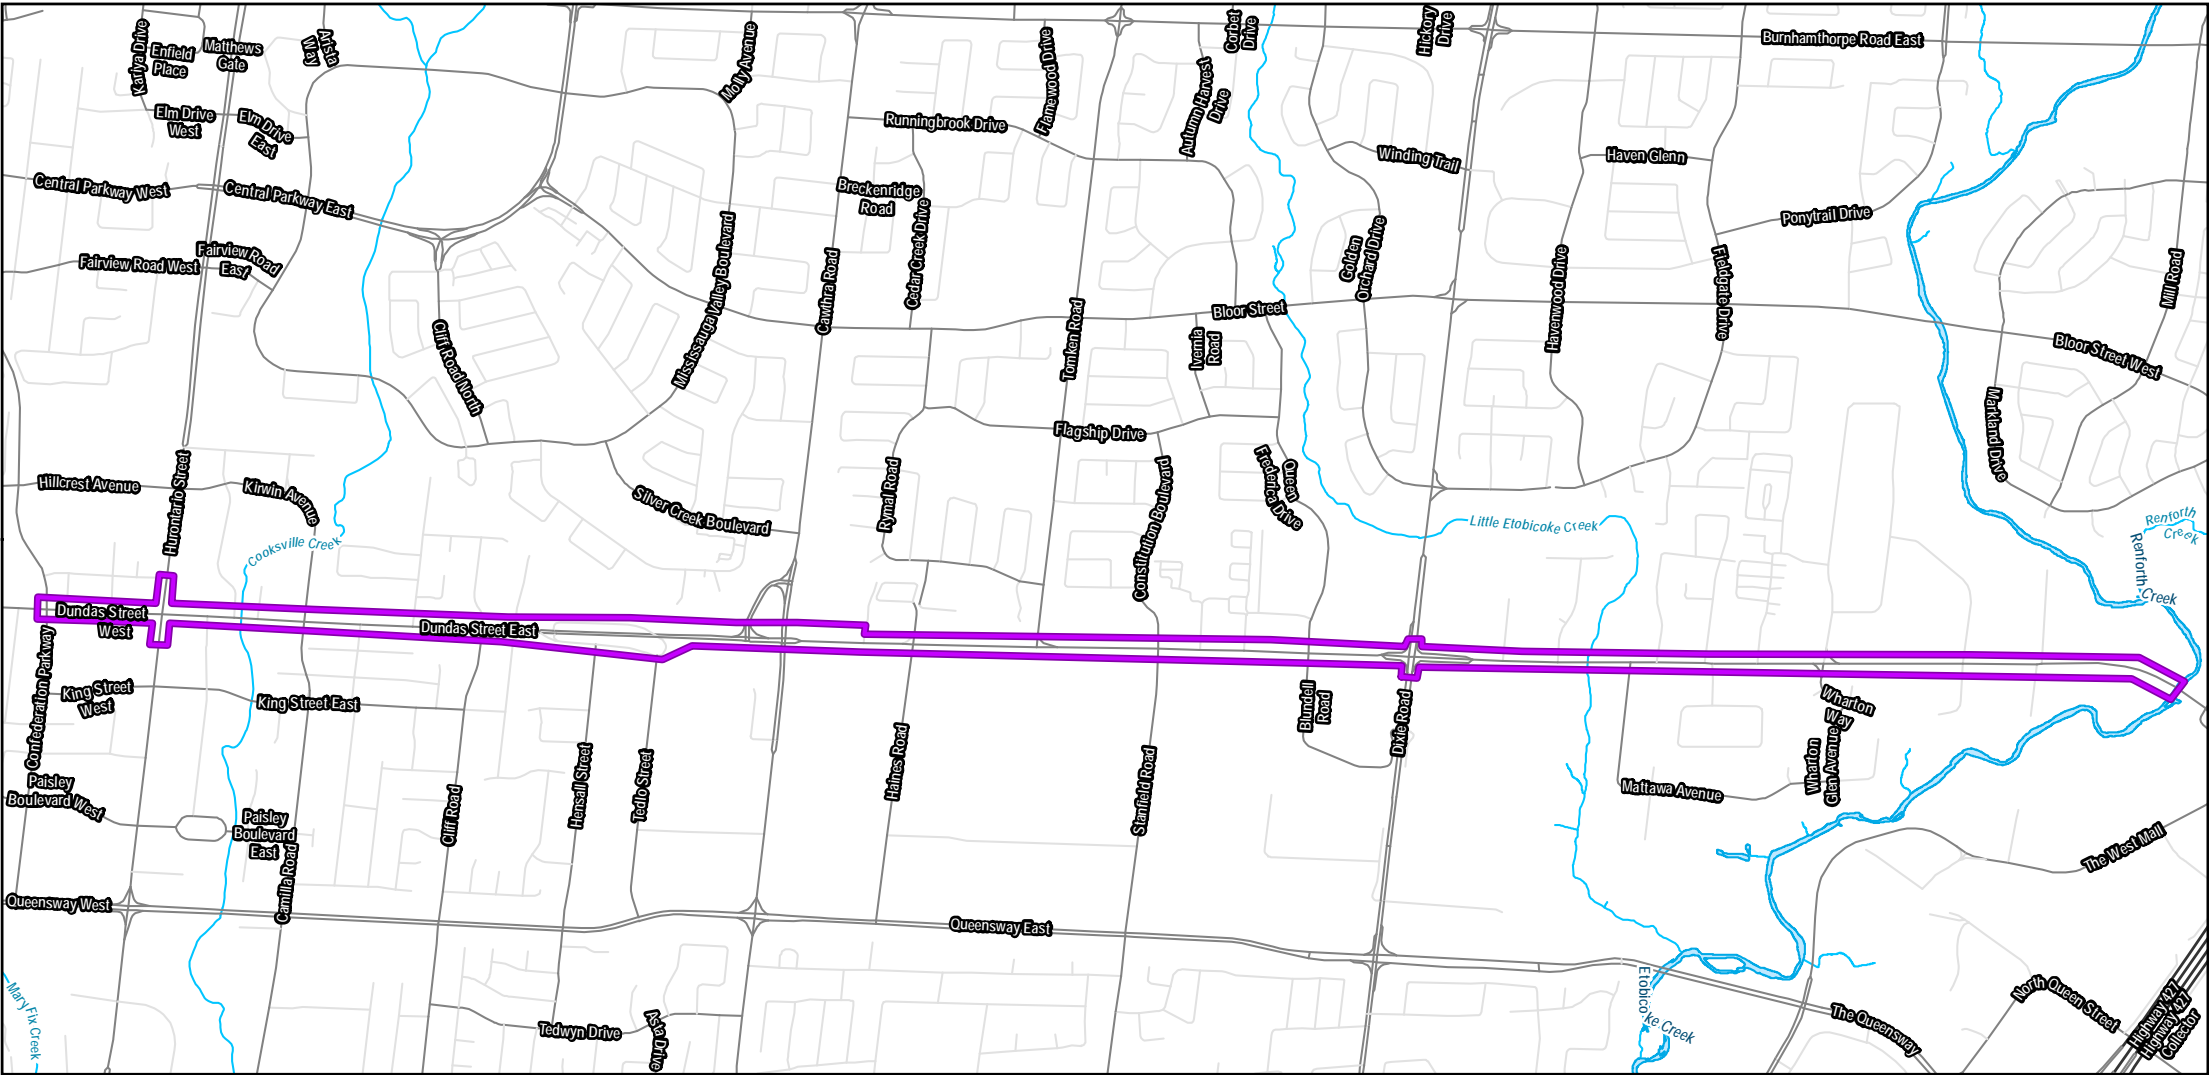 Kariya Drive
Enfield
Place
Matthews
Gate
Arista
Way
Molly Avenue
Flamewood Drive
Corbet
Drive
Hickory
Drive
Burnhamthorpe Road East
Elm Drive
West
Elm Drive
East
Runningbrook Drive
Autumn Harvest
Drive
Winding Trail
Haven Glenn
Central Parkway West
Central Parkway East
Breckenridge
Road
Cedar Creek Drive
Ponytrail Drive
Fairview Road West
Fairview Road
East
Mississauga Valley Boulevard
Cawthra Road
Tomken Road
Bloor Street
Golden
Orchard Drive
Havenwood Drive
Fieldgate Drive
Mill Road
Cliff Road North
Ivernia
Road
Bloor Street West
Markland Drive
Flagship Drive
Hillcrest Avenue
Hurontario Street
Kirwin Avenue
Silver Creek Boulevard
Rymal Road
Constitution Boulevard
Queen
Frederica Drive
Little Etobicoke Creek
Renforth
Creek
Renforth
Creek
Cooksville Creek
Dundas Street
West
Dundas Street East
Confederation Parkway
King Street
West
King Street East
Blundell
Road
Dixie Road
Wharton
Way
Wharton
Glen Avenue
Mattawa Avenue
Paisley
Boulevard West
Paisley
Boulevard
East
Camilla Road
Cliff Road
Hensall Street
Tedlo Street
Haines Road
Stanfield Road
The West Mall
Queensway West
Queensway East
Etobicoke Creek
The Queensway
North Queen Street
Highway 427
Highway 427
Collector
Mary Fix Creek
Tedwyn Drive
Asta Drive